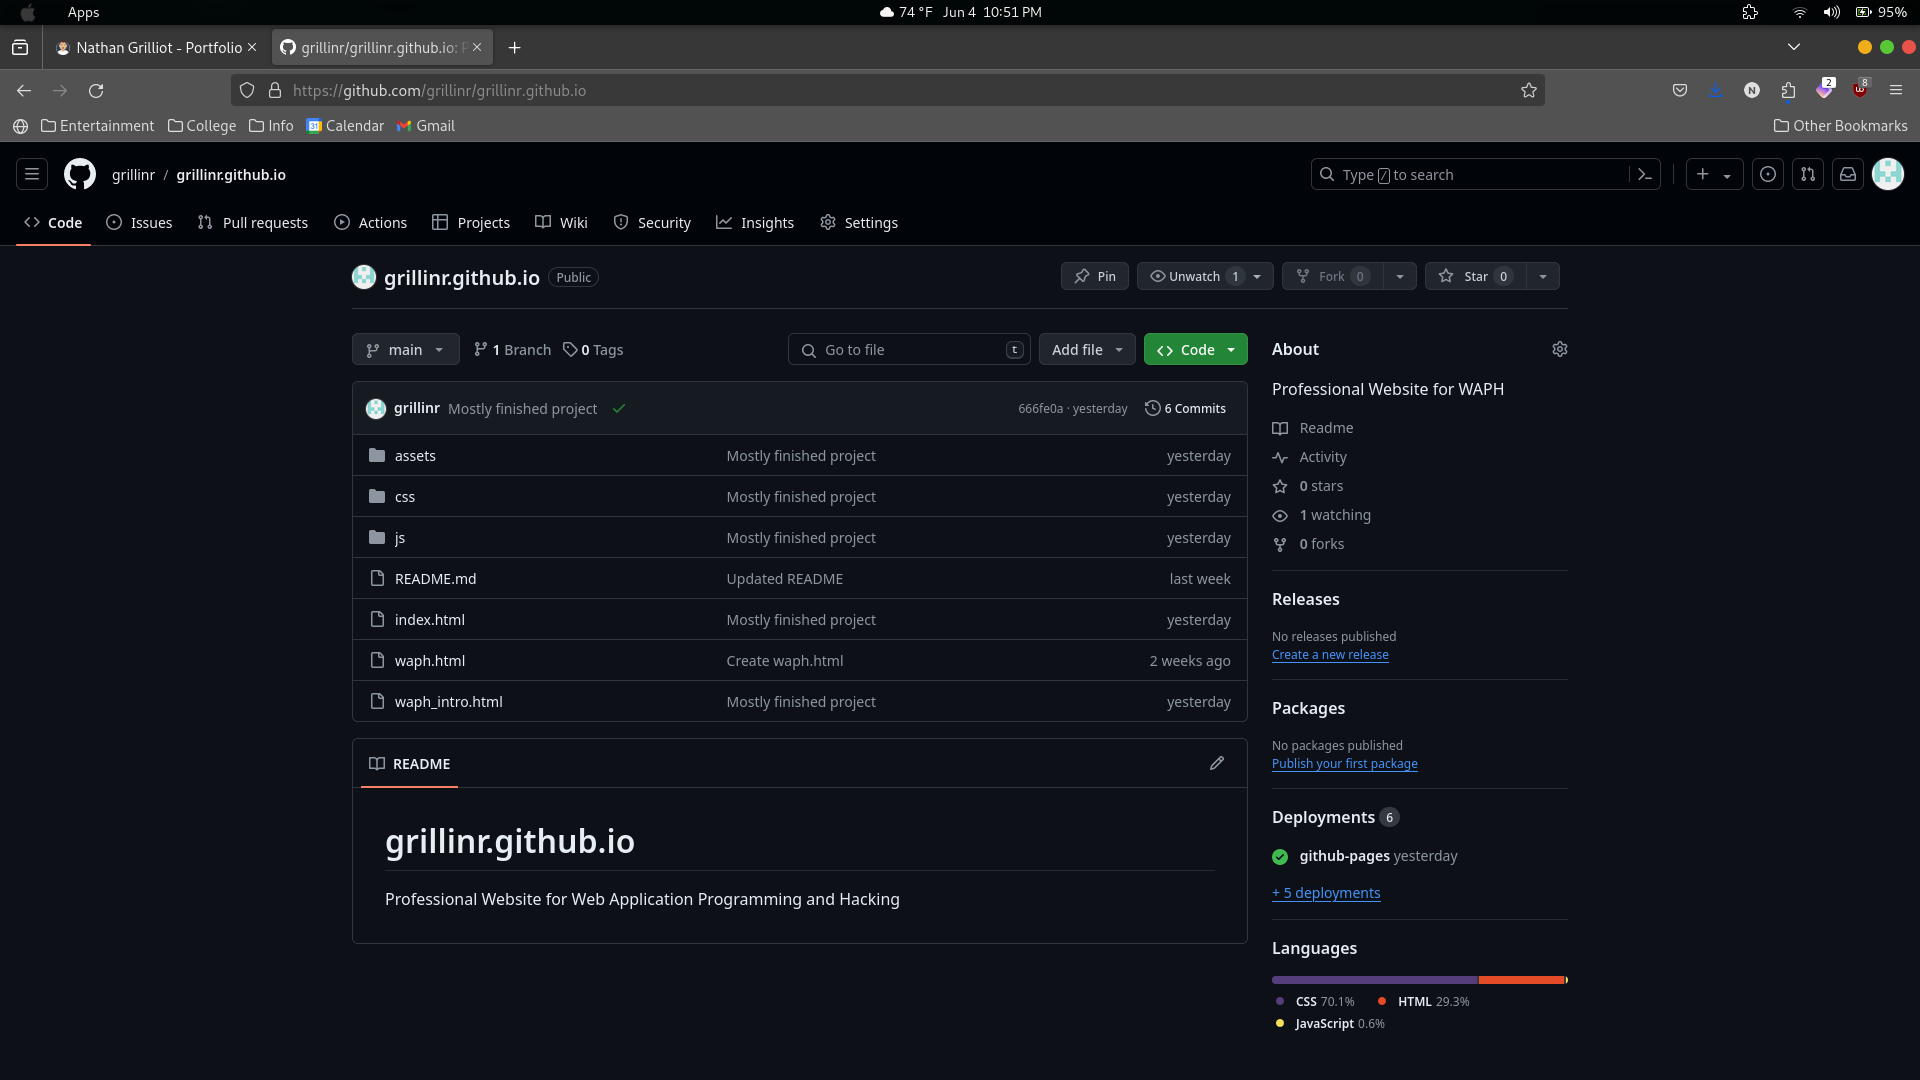 Apps
74 °F Jun 4 10:51 PM
95%
Nathan Grilliot - Portfolio
grillinr/grillinr.github.io:
https://github.com/grillinr/grillinr.github.io
N
2
8
Entertainment
College
Info
31 Calendar
Gmail
Other Bookmarks
grillinr / grillinr.github.io
Type / to search
Code
Issues
Pull requests
Actions
Projects
Wiki
Security
Insights
Settings
grillinr.github.io Public
Pin
Unwatch 1
Fork 0
Star 0
main
1 Branch
0 Tags
Go to file t
Add file
Code
grillinr Mostly finished project 666fe0a · yesterday 6 Commits
assets Mostly finished project yesterday
css Mostly finished project yesterday
js Mostly finished project yesterday
README.md Updated README last week
index.html Mostly finished project yesterday
waph.html Create waph.html 2 weeks ago
waph_intro.html Mostly finished project yesterday
README
grillinr.github.io
Professional Website for Web Application Programming and Hacking
About
Professional Website for WAPH
Readme
Activity
0 stars
1 watching
0 forks
Releases
No releases published
Create a new release
Packages
No packages published
Publish your first package
Deployments 6
github-pages yesterday
+ 5 deployments
Languages
CSS 70.1% HTML 29.3%
JavaScript 0.6%